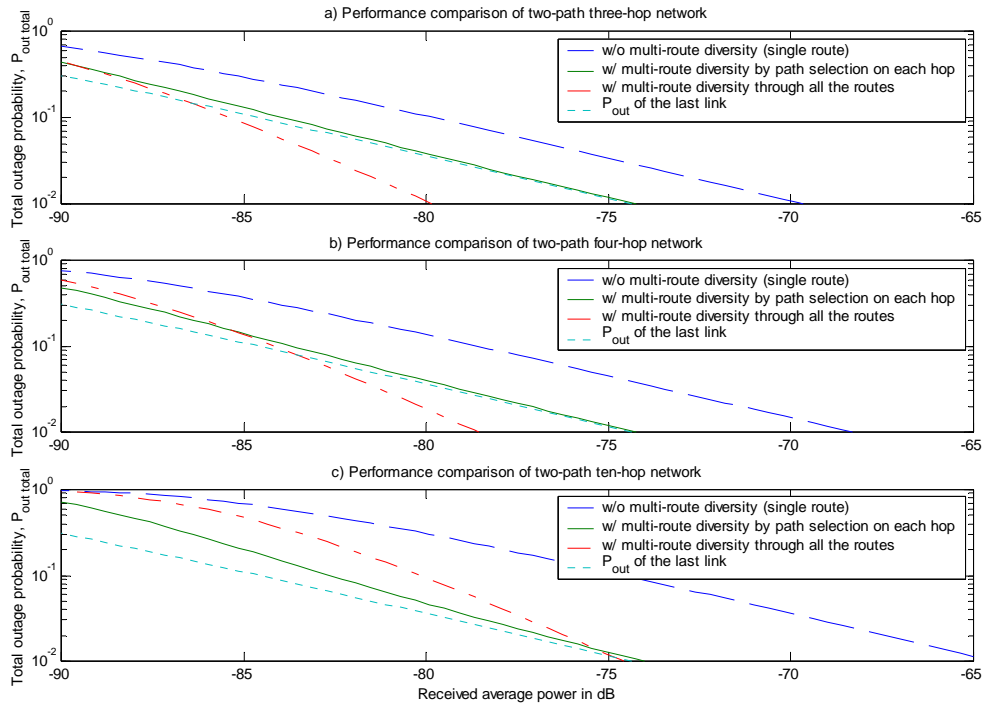 a) Performance comparison of two-path three-hop network
Total outage probability, P_out total
10^0
10^-1
10^-2
w/o multi-route diversity (single route)
w/ multi-route diversity by path selection on each hop
w/ multi-route diversity through all the routes
P_out of the last link
-90 -85 -80 -75 -70 -65
b) Performance comparison of two-path four-hop network
Total outage probability, P_out total
10^0
10^-1
10^-2
w/o multi-route diversity (single route)
w/ multi-route diversity by path selection on each hop
w/ multi-route diversity through all the routes
P_out of the last link
-90 -85 -80 -75 -70 -65
c) Performance comparison of two-path ten-hop network
Total outage probability, P_out total
10^0
10^-1
10^-2
w/o multi-route diversity (single route)
w/ multi-route diversity by path selection on each hop
w/ multi-route diversity through all the routes
P_out of the last link
-90 -85 -80 -75 -70 -65
Received average power in dB